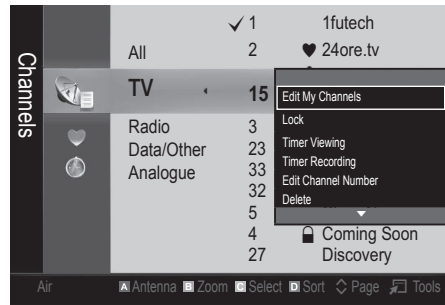 Channels
✓ 1 1futech
All 2 ♥ 24ore.tv
TV 15
Radio 3
Data/Other 23
Analogue 33
32
5
4 Coming Soon
27 Discovery
Edit My Channels
Lock
Timer Viewing
Timer Recording
Edit Channel Number
Delete
Air A Antenna B Zoom C Select D Sort Page Tools